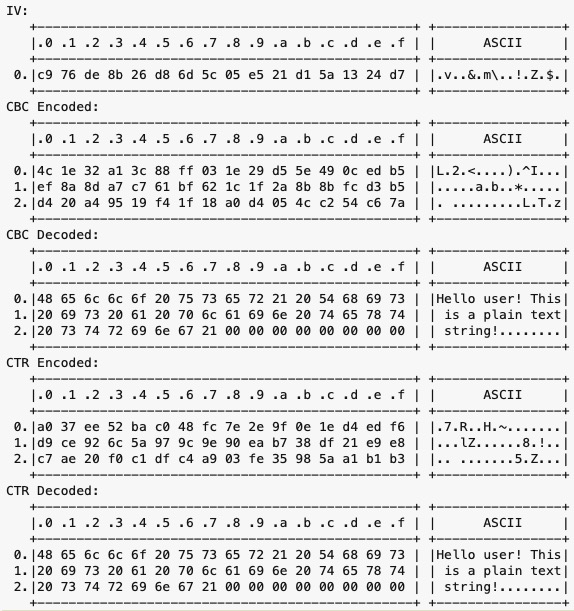 IV:
+------------------------------------------------+ +----------------+
|.0 .1 .2 .3 .4 .5 .6 .7 .8 .9 .a .b .c .d .e .f | | ASCII |
+------------------------------------------------+ +----------------+
0.|c9 76 de 8b 26 d8 6d 5c 05 e5 21 d1 5a 13 24 d7 | |.v..&.m\..!.Z.$.|
+------------------------------------------------+ +----------------+
CBC Encoded:
+------------------------------------------------+ +----------------+
|.0 .1 .2 .3 .4 .5 .6 .7 .8 .9 .a .b .c .d .e .f | | ASCII |
+------------------------------------------------+ +----------------+
0.|4c 1e 32 a1 3c 88 ff 03 1e 29 d5 5e 49 0c ed b5 | |L.2.<....).^I...|
1.|ef 8a 8d a7 c7 61 bf 62 1c 1f 2a 8b 8b fc d3 b5 | |.....a.b..*.....|
2.|d4 20 a4 95 19 f4 1f 18 a0 d4 05 4c c2 54 c6 7a | |. .........L.T.z|
+------------------------------------------------+ +----------------+
CBC Decoded:
+------------------------------------------------+ +----------------+
|.0 .1 .2 .3 .4 .5 .6 .7 .8 .9 .a .b .c .d .e .f | | ASCII |
+------------------------------------------------+ +----------------+
0.|48 65 6c 6c 6f 20 75 73 65 72 21 20 54 68 69 73 | |Hello user! This|
1.|20 69 73 20 61 20 70 6c 61 69 6e 20 74 65 78 74 | | is a plain text|
2.|20 73 74 72 69 6e 67 21 00 00 00 00 00 00 00 00 | | string!........|
+------------------------------------------------+ +----------------+
CTR Encoded:
+------------------------------------------------+ +----------------+
|.0 .1 .2 .3 .4 .5 .6 .7 .8 .9 .a .b .c .d .e .f | | ASCII |
+------------------------------------------------+ +----------------+
0.|a0 37 ee 52 ba c0 48 fc 7e 2e 9f 0e 1e d4 ed f6 | |.7.R..H.~.......|
1.|d9 ce 92 6c 5a 97 9c 9e 90 ea b7 38 df 21 e9 e8 | |...lZ......8.!..|
2.|c7 ae 20 f0 c1 df c4 a9 03 fe 35 98 5a a1 b1 b3 | |.. .......5.Z...|
+------------------------------------------------+ +----------------+
CTR Decoded:
+------------------------------------------------+ +----------------+
|.0 .1 .2 .3 .4 .5 .6 .7 .8 .9 .a .b .c .d .e .f | | ASCII |
+------------------------------------------------+ +----------------+
0.|48 65 6c 6c 6f 20 75 73 65 72 21 20 54 68 69 73 | |Hello user! This|
1.|20 69 73 20 61 20 70 6c 61 69 6e 20 74 65 78 74 | | is a plain text|
2.|20 73 74 72 69 6e 67 21 00 00 00 00 00 00 00 00 | | string!........|
+------------------------------------------------+ +----------------+